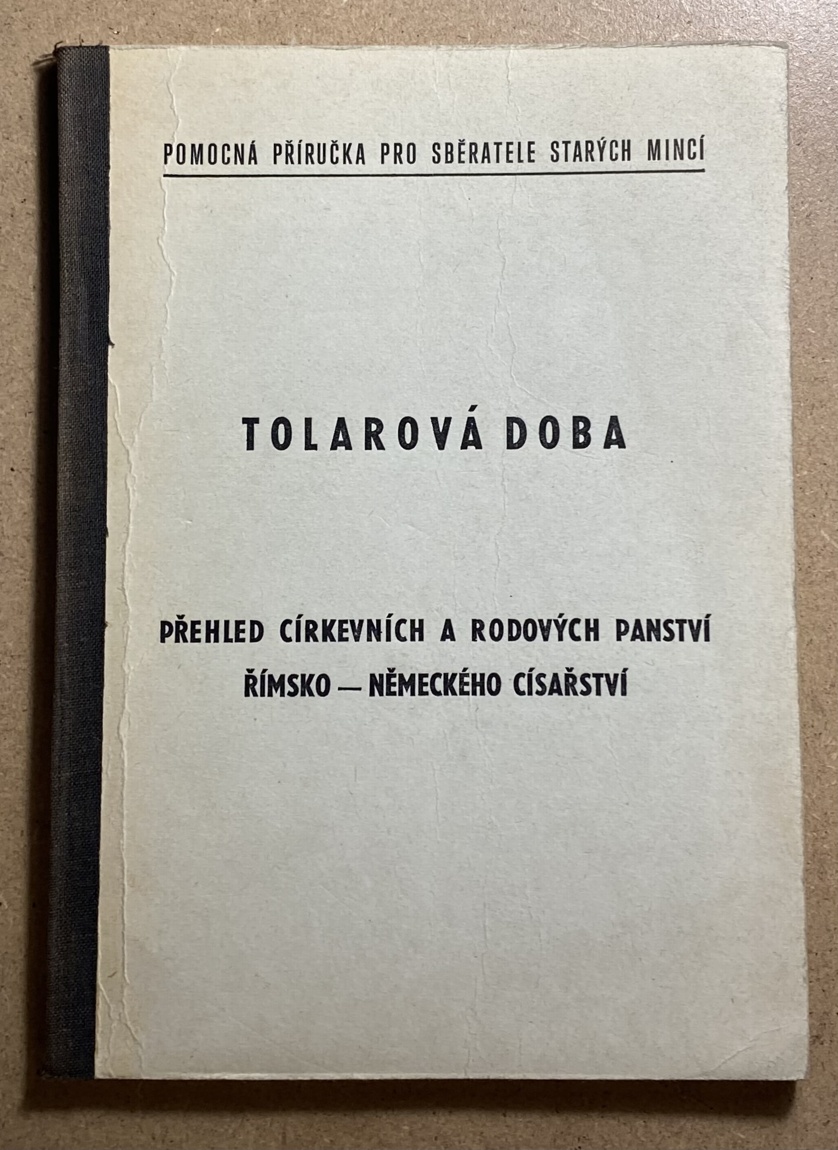 POMOCNÁ PŘÍRUČKA PRO SBĚRATELE STARÝCH MINCÍ
TOLAROVÁ DOBA
PŘEHLED CÍRKEVNÍCH A RODOVÝCH PANSTVÍ
ŘÍMSKO — NĚMECKÉHO CÍSAŘSTVÍ